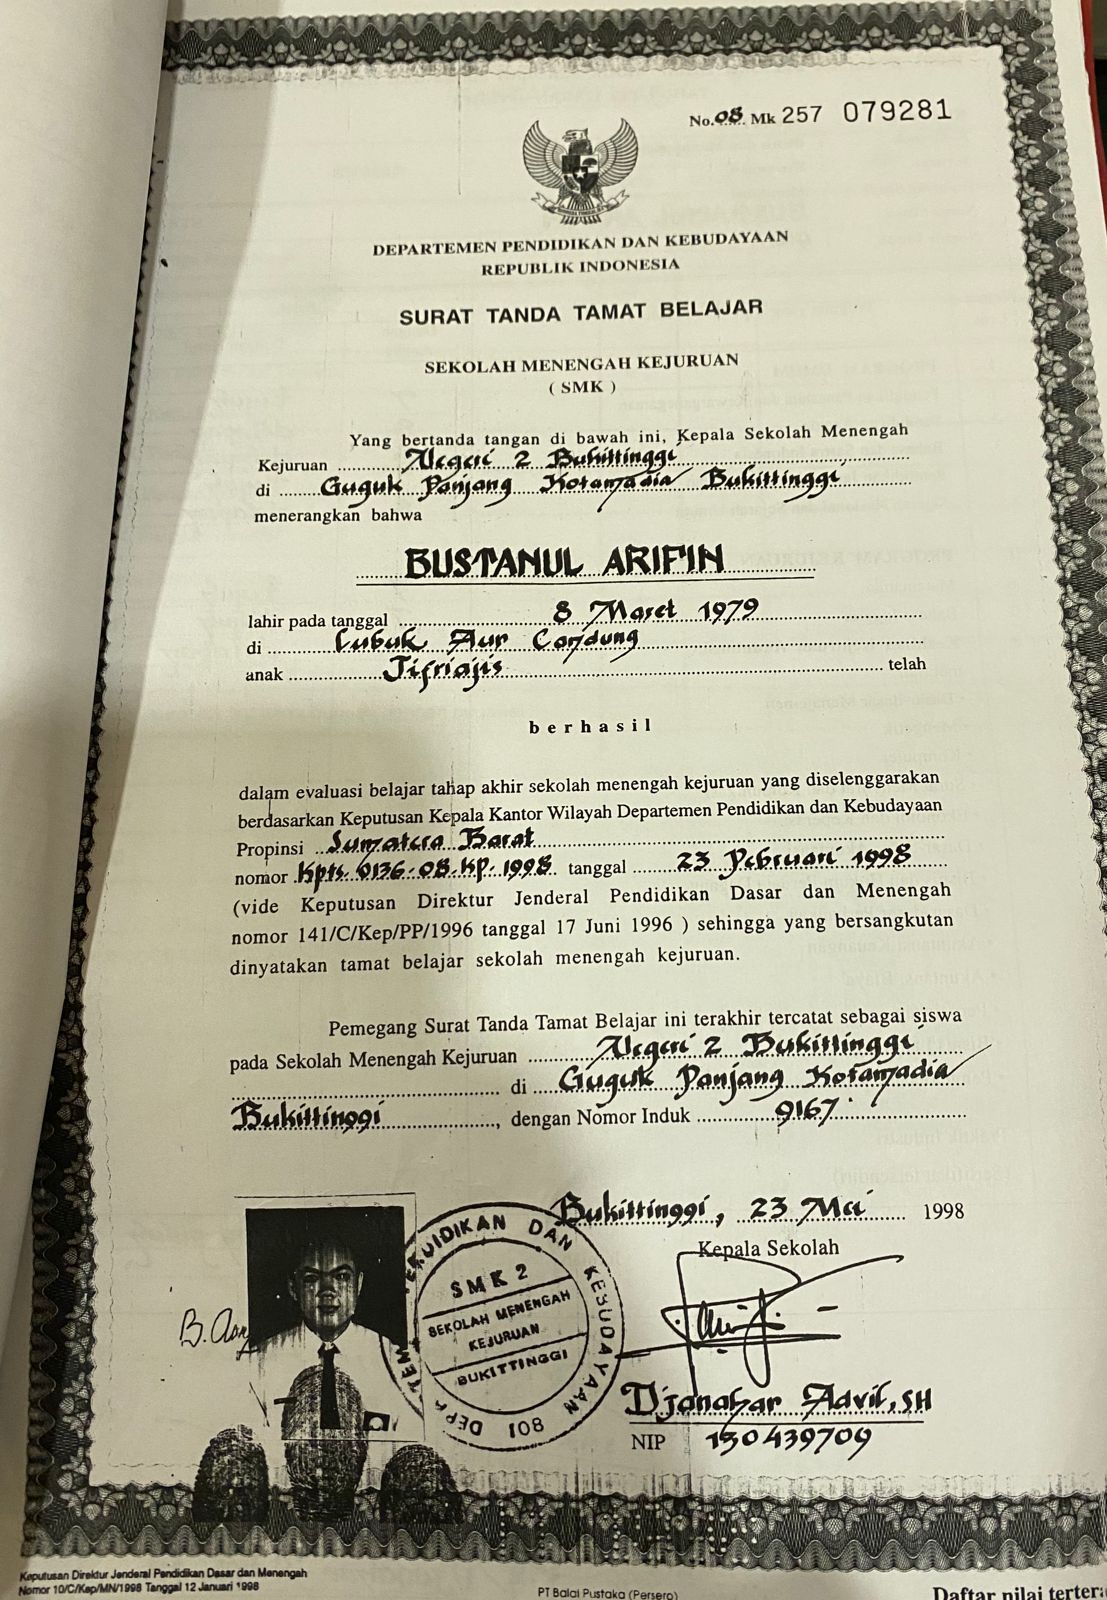 No. 08 Mk 257 079281
DEPARTEMEN PENDIDIKAN DAN KEBUDAYAAN
REPUBLIK INDONESIA
SURAT TANDA TAMAT BELAJAR
SEKOLAH MENENGAH KEJURUAN
( SMK )
Yang bertanda tangan di bawah ini, Kepala Sekolah Menengah
Kejuruan Negeri 2 Bukittinggi
di Guguk Panjang Kotamadia Bukittinggi
menerangkan bahwa
BUSTANUL ARIFIN
lahir pada tanggal 8 Maret 1979
di Lubuk Aur Candung
anak Jifriajis telah
berhasil
dalam evaluasi belajar tahap akhir sekolah menengah kejuruan yang diselenggarakan
berdasarkan Keputusan Kepala Kantor Wilayah Departemen Pendidikan dan Kebudayaan
Propinsi Sumatera Barat
nomor Kpts. 0136.08.KP.1998 tanggal 23 Pebruari 1998
(vide Keputusan Direktur Jenderal Pendidikan Dasar dan Menengah
nomor 141/C/Kep/PP/1996 tanggal 17 Juni 1996 ) sehingga yang bersangkutan
dinyatakan tamat belajar sekolah menengah kejuruan.
Pemegang Surat Tanda Tamat Belajar ini terakhir tercatat sebagai siswa
pada Sekolah Menengah Kejuruan Negeri 2 Bukittinggi
di Guguk Panjang Kotamadia
Bukittinggi, dengan Nomor Induk 9167
Bukittinggi, 23 Mei 1998
Kepala Sekolah
PENDIDIKAN DAN KEBUDAYAAN
SMK 2
SEKOLAH MENENGAH
KEJURUAN
BUKITTINGGI
DEP
108
Djanahar Advil, SH
NIP 130439709
Keputusan Direktur Jenderal Pendidikan Dasar dan Menengah
Nomor 10/C/Kep/MN/1998 Tanggal 12 Januari 1998
PT Balai Pustaka (Persero)
Daftar nilai tertera